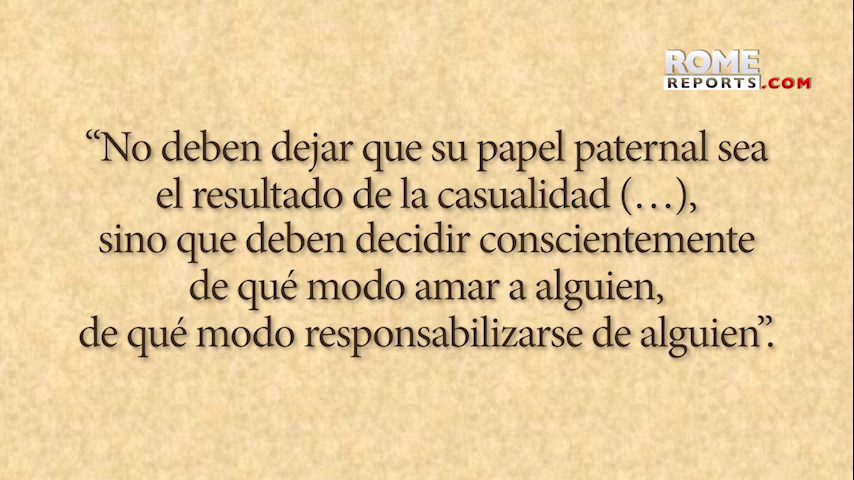 ROME
REPORTS.COM
“No deben dejar que su papel paternal sea
el resultado de la casualidad (…),
sino que deben decidir conscientemente
de qué modo amar a alguien,
de qué modo responsabilizarse de alguien”.